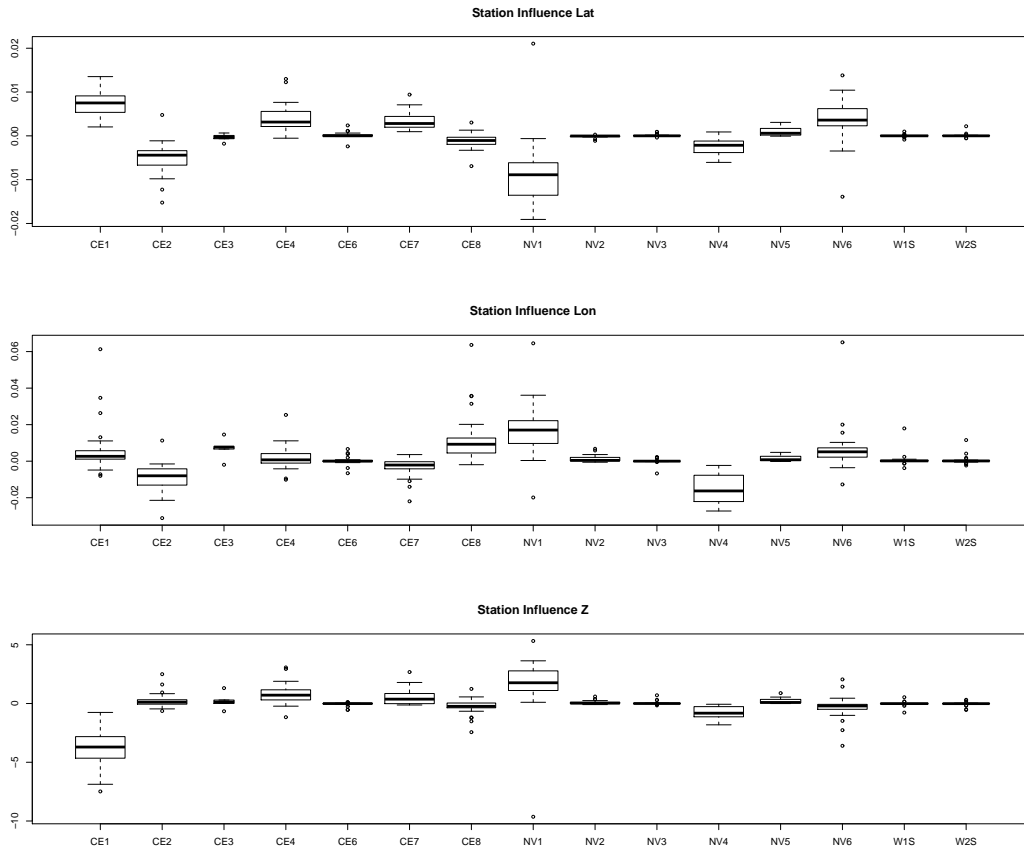 Station Influence Lat
0.02
0.01
0.00
−0.01
−0.02
CE1 CE2 CE3 CE4 CE6 CE7 CE8 NV1 NV2 NV3 NV4 NV5 NV6 W1S W2S
Station Influence Lon
0.06
0.04
0.02
0.00
−0.02
CE1 CE2 CE3 CE4 CE6 CE7 CE8 NV1 NV2 NV3 NV4 NV5 NV6 W1S W2S
Station Influence Z
5
0
−5
−10
CE1 CE2 CE3 CE4 CE6 CE7 CE8 NV1 NV2 NV3 NV4 NV5 NV6 W1S W2S